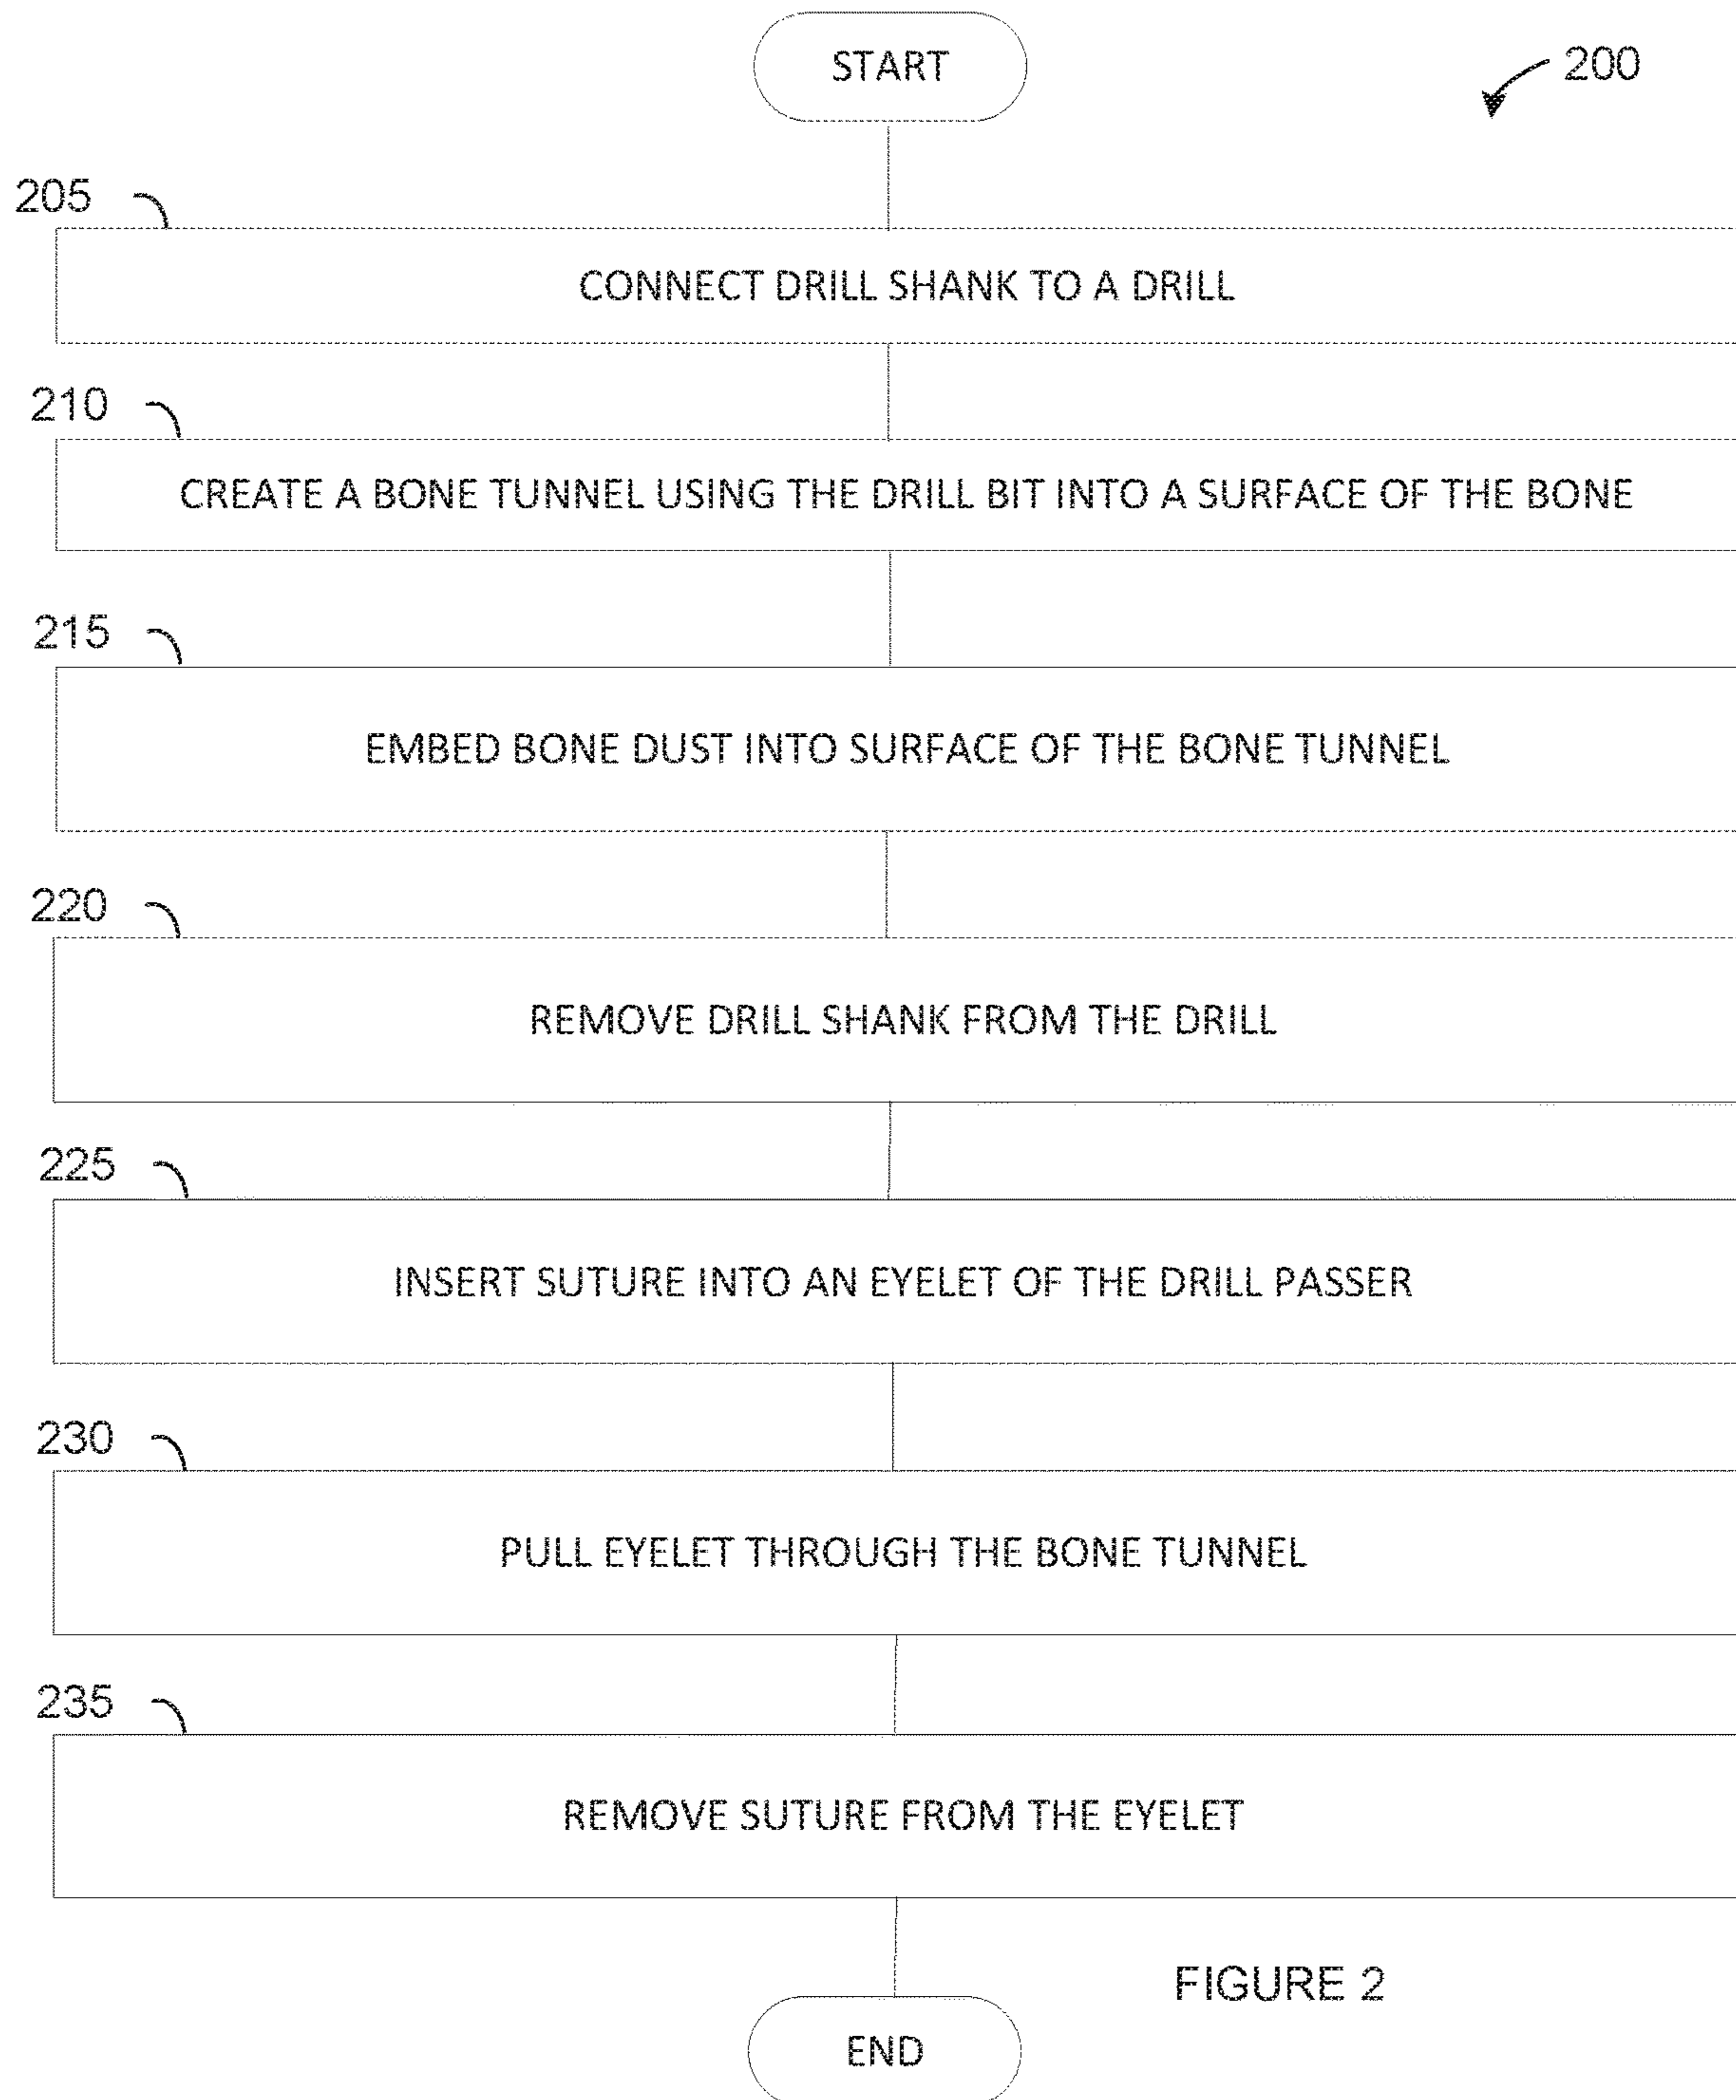 START
200
205
CONNECT DRILL SHANK TO A DRILL
210
CREATE A BONE TUNNEL USING THE DRILL BIT INTO A SURFACE OF THE BONE
215
EMBED BONE DUST INTO SURFACE OF THE BONE TUNNEL
220
REMOVE DRILL SHANK FROM THE DRILL
225
INSERT SUTURE INTO AN EYELET OF THE DRILL PASSER
230
PULL EYELET THROUGH THE BONE TUNNEL
235
REMOVE SUTURE FROM THE EYELET
FIGURE 2
END